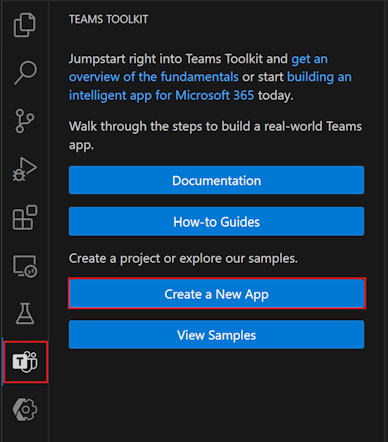 TEAMS TOOLKIT
Jumpstart right into Teams Toolkit and get an
overview of the fundamentals or start building an
intelligent app for Microsoft 365 today.
Walk through the steps to build a real-world Teams
app.
Documentation
How-to Guides
Create a project or explore our samples.
Create a New App
View Samples
T